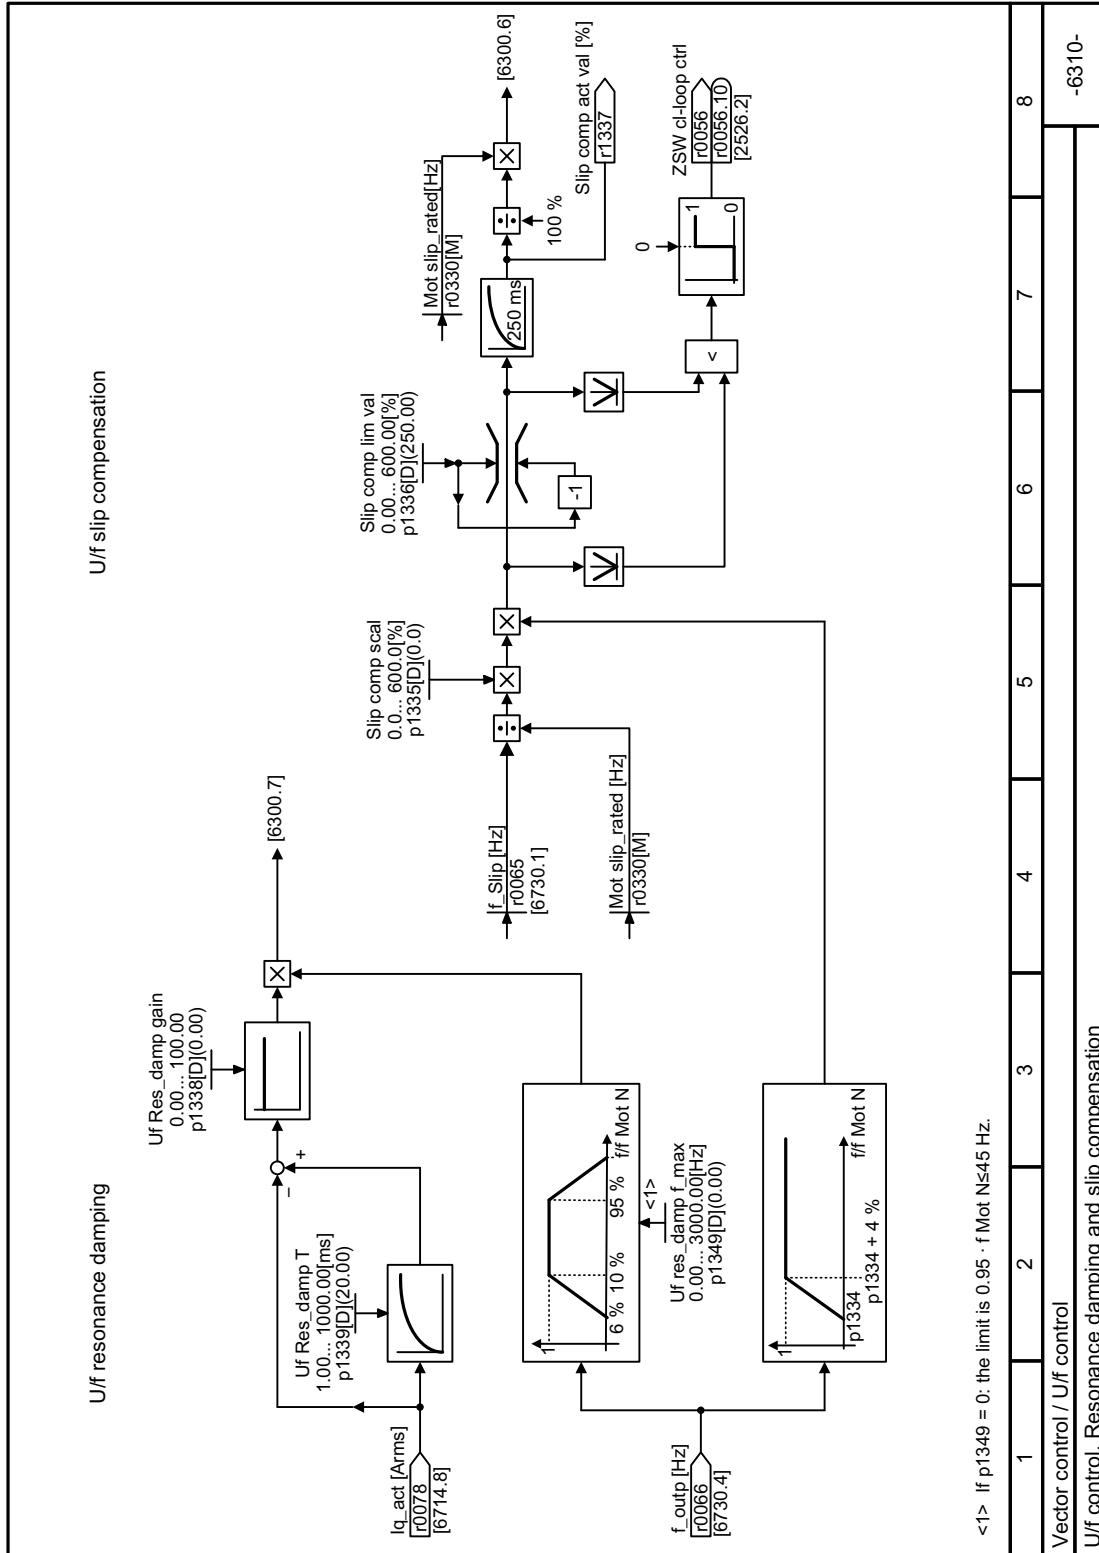 U/f resonance damping
U/f slip compensation
Iq_act [Arms]
r0078
[6714.8]
Uf Res_damp T
1.00... 1000.00[ms]
p1339[D](20.00)
–
+
Uf Res_damp gain
0.00... 100.00
p1338[D](0.00)
[6300.7]
f_outp [Hz]
r0066
[6730.4]
1
6 % 10 % 95 %
f/f Mot N
<1>
Uf res_damp f_max
0.00... 3000.00[Hz]
p1349[D](0.00)
1
p1334
p1334 + 4 %
f/f Mot N
f_Slip [Hz]
r0065
[6730.1]
Mot slip_rated [Hz]
r0330[M]
Slip comp scal
0.0... 600.0[%]
p1335[D](0.0)
Slip comp lim val
0.00... 600.00[%]
p1336[D](250.00)
-1
250 ms
Mot slip_rated[Hz]
r0330[M]
100 %
[6300.6]
Slip comp act val [%]
r1337
<
0
1
0
ZSW cl-loop ctrl
r0056
r0056.10
[2526.2]
<1> If p1349 = 0: the limit is 0.95 · f Mot N≤45 Hz.
1 2 3 4 5 6 7 8
Vector control / U/f control
-6310-
U/f control, Resonance damping and slip compensation